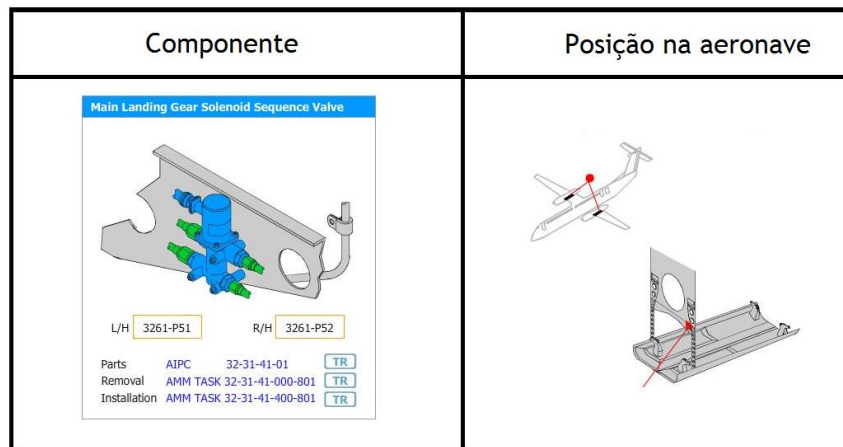 Componente
Posição na aeronave
Main Landing Gear Solenoid Sequence Valve
L/H 3261-P51 R/H 3261-P52
Parts AIPC 32-31-41-01 TR
Removal AMM TASK 32-31-41-000-801 TR
Installation AMM TASK 32-31-41-400-801 TR